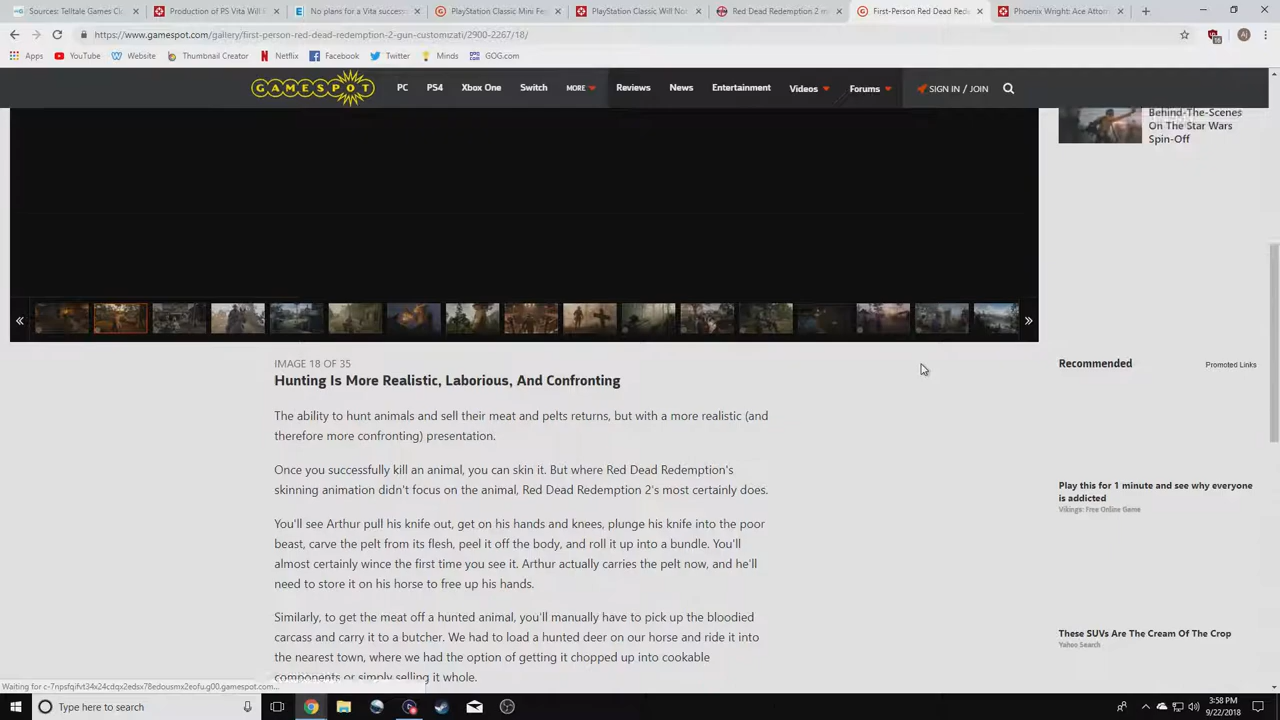 Sources: Telltale Games Cl
Production of PS Vita Will E
No plans for a Vita success
PlayStation Classic Mini Fe
PlayStation Classic Will No
Red Dead Redemption 2 m
First-Person Red Dead Rede
Phoenix Wright: Ace Attor
https://www.gamespot.com/gallery/first-person-red-dead-redemption-2-gun-customizati/2900-2267/18/
Apps
YouTube
Website
Thumbnail Creator
Netflix
Facebook
Twitter
Minds
GOG.com
GAMESPOT
PC
PS4
Xbox One
Switch
MORE
Reviews
News
Entertainment
Videos
Forums
SIGN IN / JOIN
Behind-The-Scenes
On The Star Wars
Spin-Off
IMAGE 18 OF 35
Hunting Is More Realistic, Laborious, And Confronting
The ability to hunt animals and sell their meat and pelts returns, but with a more realistic (and
therefore more confronting) presentation.
Once you successfully kill an animal, you can skin it. But where Red Dead Redemption's
skinning animation didn't focus on the animal, Red Dead Redemption 2's most certainly does.
You'll see Arthur pull his knife out, get on his hands and knees, plunge his knife into the poor
beast, carve the pelt from its flesh, peel it off the body, and roll it up into a bundle. You'll
almost certainly wince the first time you see it. Arthur actually carries the pelt now, and he'll
need to store it on his horse to free up his hands.
Similarly, to get the meat off a hunted animal, you'll manually have to pick up the bloodied
carcass and carry it to a butcher. We had to load a hunted deer on our horse and ride it into
the nearest town, where we had the option of getting it chopped up into cookable
components or simply selling it whole.
Recommended
Promoted Links
Play this for 1 minute and see why everyone
is addicted
Vikings: Free Online Game
These SUVs Are The Cream Of The Crop
Yahoo Search
Type here to search
3:58 PM
9/22/2018